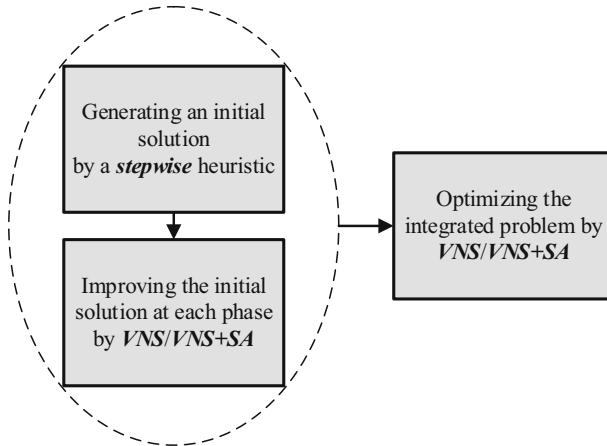 Generating an initial
solution
by a stepwise heuristic
Improving the initial
solution at each phase
by VNS/VNS+SA
Optimizing the
integrated problem by
VNS/VNS+SA